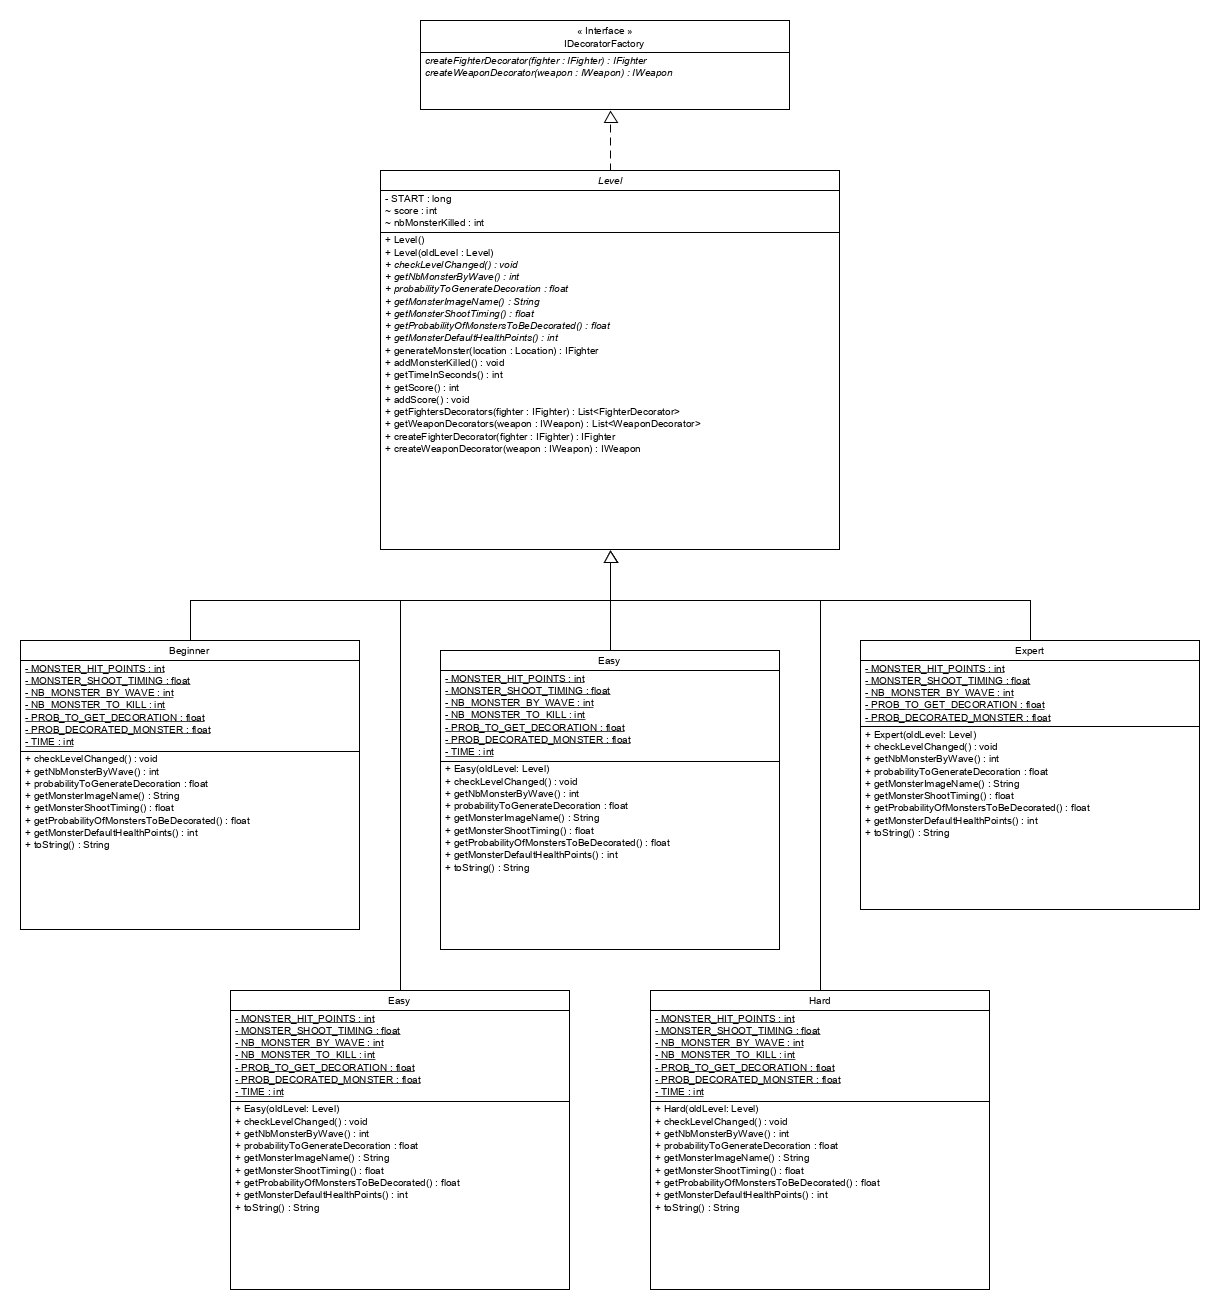 « Interface »
IDecoratorFactory
createFighterDecorator(fighter : IFighter) : IFighter
createWeaponDecorator(weapon : IWeapon) : IWeapon
Level
- START : long
~ score : int
~ nbMonsterKilled : int
+ Level()
+ Level(oldLevel : Level)
+ checkLevelChanged() : void
+ getNbMonsterByWave() : int
+ probabilityToGenerateDecoration : float
+ getMonsterImageName() : String
+ getMonsterShootTiming() : float
+ getProbabilityOfMonstersToBeDecorated() : float
+ getMonsterDefaultHealthPoints() : int
+ generateMonster(location : Location) : IFighter
+ addMonsterKilled() : void
+ getTimeInSeconds() : int
+ getScore() : int
+ addScore() : void
+ getFightersDecorators(fighter : IFighter) : List<FighterDecorator>
+ getWeaponDecorators(weapon : IWeapon) : List<WeaponDecorator>
+ createFighterDecorator(fighter : IFighter) : IFighter
+ createWeaponDecorator(weapon : IWeapon) : IWeapon
Beginner
- MONSTER_HIT_POINTS : int
- MONSTER_SHOOT_TIMING : float
- NB_MONSTER_BY_WAVE : int
- NB_MONSTER_TO_KILL : int
- PROB_TO_GET_DECORATION : float
- PROB_DECORATED_MONSTER : float
- TIME : int
+ checkLevelChanged() : void
+ getNbMonsterByWave() : int
+ probabilityToGenerateDecoration : float
+ getMonsterImageName() : String
+ getMonsterShootTiming() : float
+ getProbabilityOfMonstersToBeDecorated() : float
+ getMonsterDefaultHealthPoints() : int
+ toString() : String
Easy
- MONSTER_HIT_POINTS : int
- MONSTER_SHOOT_TIMING : float
- NB_MONSTER_BY_WAVE : int
- NB_MONSTER_TO_KILL : int
- PROB_TO_GET_DECORATION : float
- PROB_DECORATED_MONSTER : float
- TIME : int
+ Easy(oldLevel: Level)
+ checkLevelChanged() : void
+ getNbMonsterByWave() : int
+ probabilityToGenerateDecoration : float
+ getMonsterImageName() : String
+ getMonsterShootTiming() : float
+ getProbabilityOfMonstersToBeDecorated() : float
+ getMonsterDefaultHealthPoints() : int
+ toString() : String
Expert
- MONSTER_HIT_POINTS : int
- MONSTER_SHOOT_TIMING : float
- NB_MONSTER_BY_WAVE : int
- PROB_TO_GET_DECORATION : float
- PROB_DECORATED_MONSTER : float
+ Expert(oldLevel: Level)
+ checkLevelChanged() : void
+ getNbMonsterByWave() : int
+ probabilityToGenerateDecoration : float
+ getMonsterImageName() : String
+ getMonsterShootTiming() : float
+ getProbabilityOfMonstersToBeDecorated() : float
+ getMonsterDefaultHealthPoints() : int
+ toString() : String
Easy
- MONSTER_HIT_POINTS : int
- MONSTER_SHOOT_TIMING : float
- NB_MONSTER_BY_WAVE : int
- NB_MONSTER_TO_KILL : int
- PROB_TO_GET_DECORATION : float
- PROB_DECORATED_MONSTER : float
- TIME : int
+ Easy(oldLevel: Level)
+ checkLevelChanged() : void
+ getNbMonsterByWave() : int
+ probabilityToGenerateDecoration : float
+ getMonsterImageName() : String
+ getMonsterShootTiming() : float
+ getProbabilityOfMonstersToBeDecorated() : float
+ getMonsterDefaultHealthPoints() : int
+ toString() : String
Hard
- MONSTER_HIT_POINTS : int
- MONSTER_SHOOT_TIMING : float
- NB_MONSTER_BY_WAVE : int
- NB_MONSTER_TO_KILL : int
- PROB_TO_GET_DECORATION : float
- PROB_DECORATED_MONSTER : float
- TIME : int
+ Hard(oldLevel: Level)
+ checkLevelChanged() : void
+ getNbMonsterByWave() : int
+ probabilityToGenerateDecoration : float
+ getMonsterImageName() : String
+ getMonsterShootTiming() : float
+ getProbabilityOfMonstersToBeDecorated() : float
+ getMonsterDefaultHealthPoints() : int
+ toString() : String